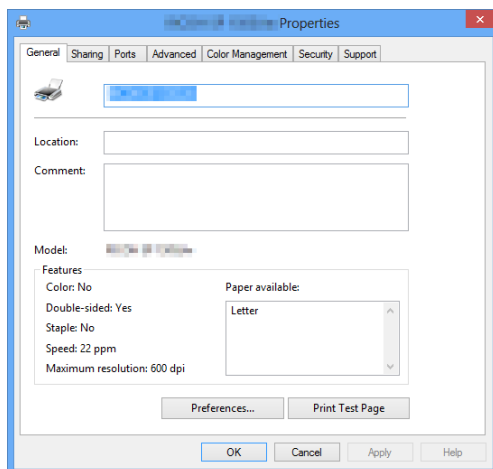 Properties
General Sharing Ports Advanced Color Management Security Support
Location:
Comment:
Model:
Features
Color: No
Double-sided: Yes
Staple: No
Speed: 22 ppm
Maximum resolution: 600 dpi
Paper available:
Letter
Preferences... Print Test Page
OK Cancel Apply Help